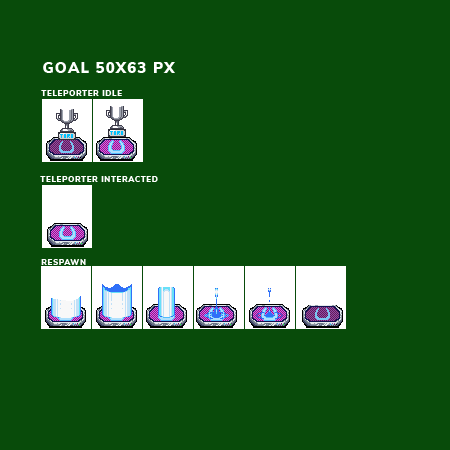 GOAL 50X63 PX
TELEPORTER IDLE
TELEPORTER INTERACTED
RESPAWN